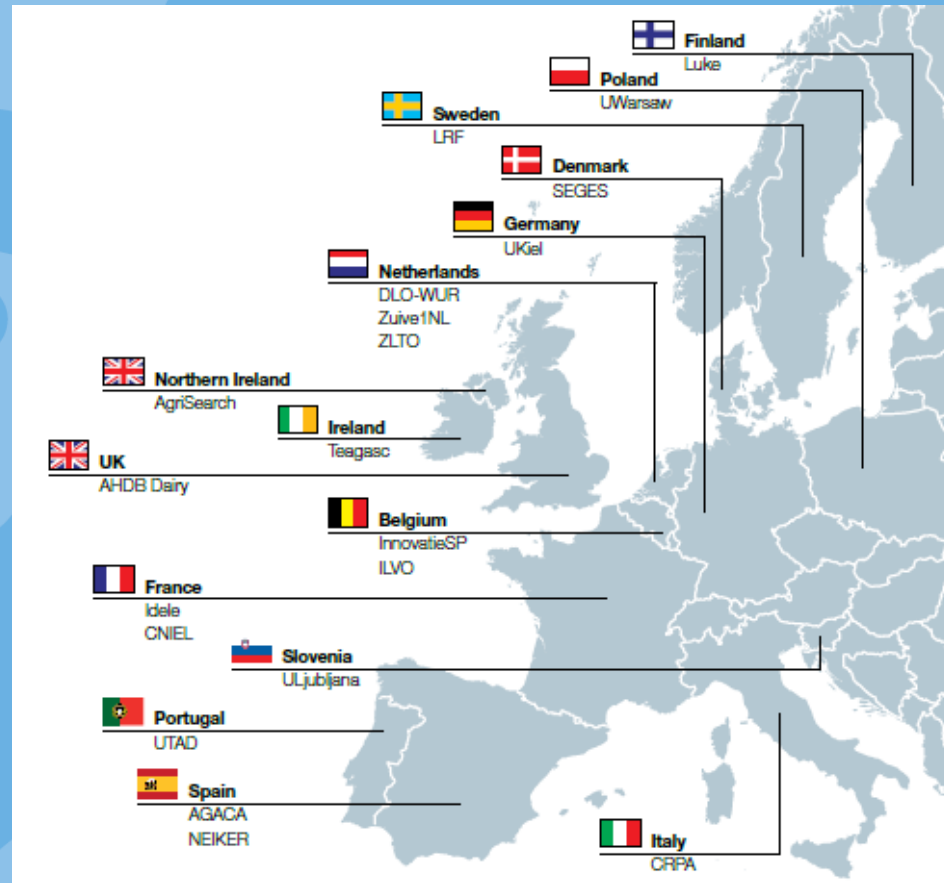 Finland
Luke
Poland
UWarsaw
Sweden
LRF
Denmark
SEGES
Germany
UKiel
Netherlands
DLO-WUR
Zuive1NL
ZLTO
Northern Ireland
AgriSearch
Ireland
Teagasc
UK
AHDB Dairy
Belgium
InnovatieSP
ILVO
France
Idele
CNIEL
Slovenia
ULjubljana
Portugal
UTAD
Spain
AGACA
NEIKER
Italy
CRPA